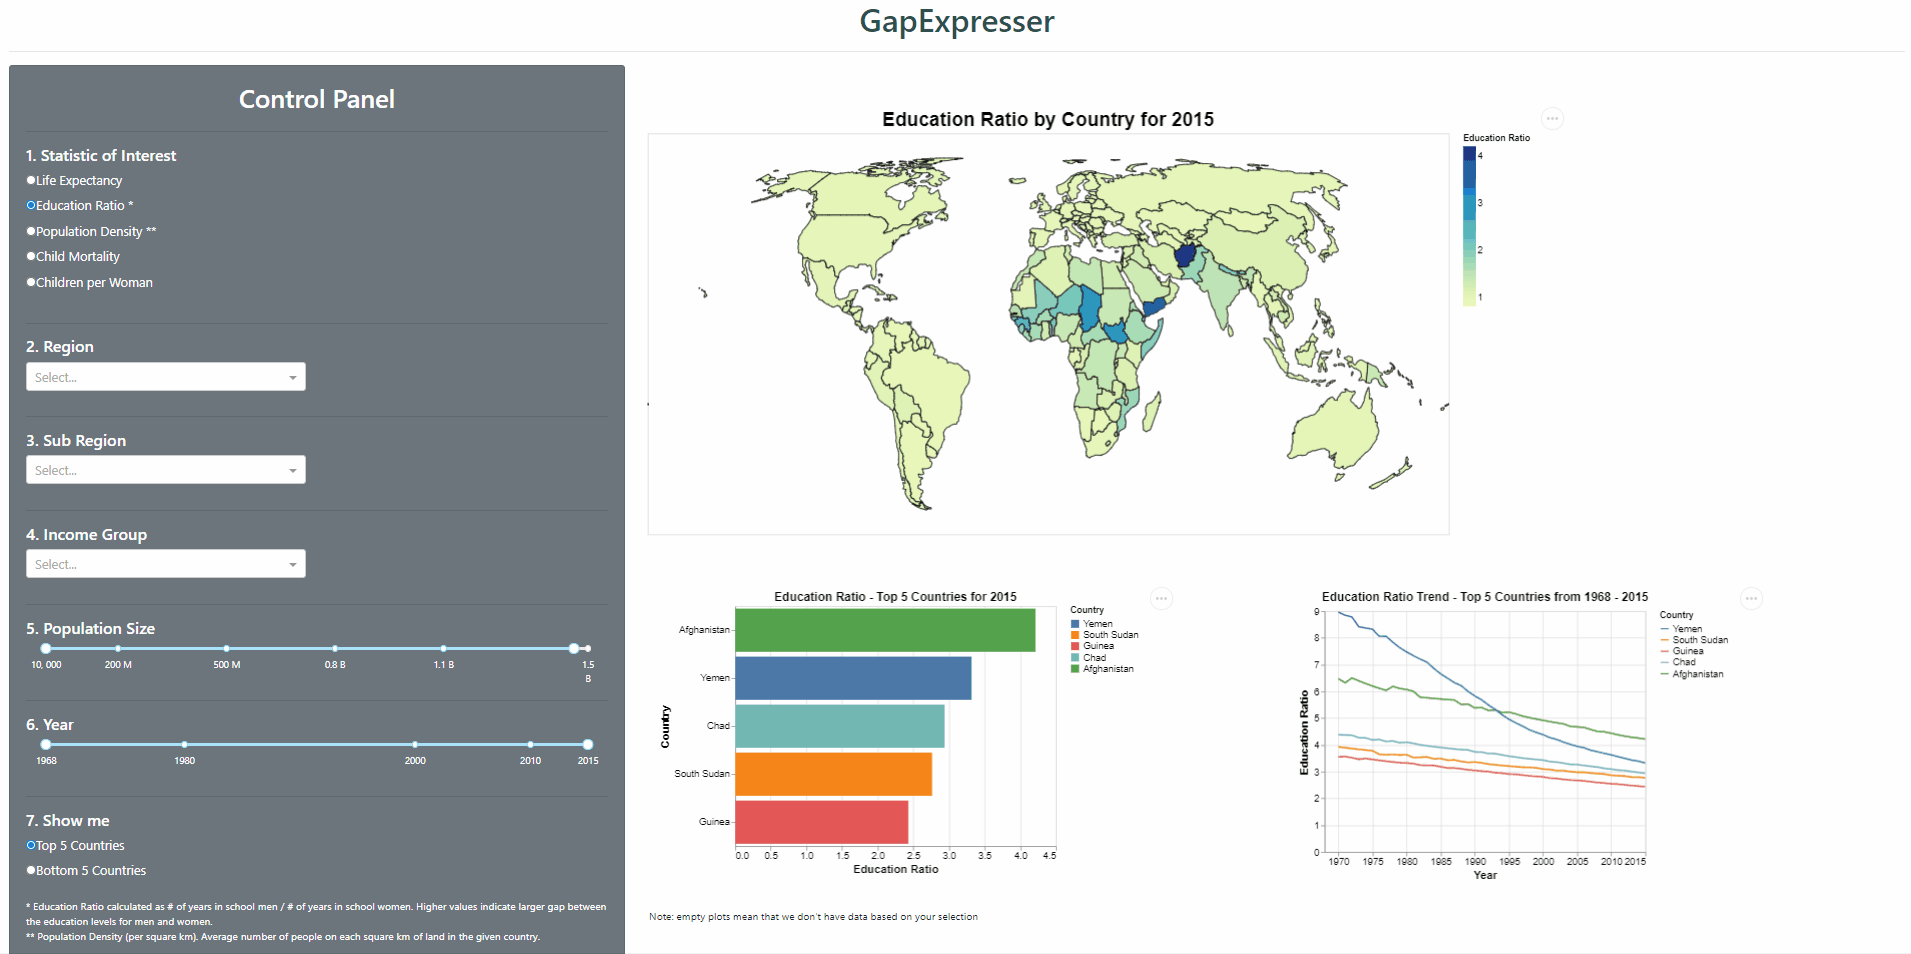 GapExpresser
Control Panel
1. Statistic of Interest
Life Expectancy
Education Ratio *
Population Density **
Child Mortality
Children per Woman
2. Region
Select...
3. Sub Region
Select...
4. Income Group
Select...
5. Population Size
10, 000 200 M 500 M 0.8 B 1.1 B 1.5
B
6. Year
1968 1980 2000 2010 2015
7. Show me
Top 5 Countries
Bottom 5 Countries
* Education Ratio calculated as # of years in school men / # of years in school women. Higher values indicate larger gap between
the education levels for men and women.
** Population Density (per square km). Average number of people on each square km of land in the given country.
Education Ratio by Country for 2015
Education Ratio
4
3
2
1
Education Ratio - Top 5 Countries for 2015
Country
Afghanistan
Yemen
Chad
South Sudan
Guinea
0.0 0.5 1.0 1.5 2.0 2.5 3.0 3.5 4.0 4.5
Education Ratio
Country
Yemen
South Sudan
Guinea
Chad
Afghanistan
Education Ratio Trend - Top 5 Countries from 1968 - 2015
Education Ratio
9
8
7
6
5
4
3
2
1
0
1970 1975 1980 1985 1990 1995 2000 2005 2010 2015
Year
Country
Yemen
South Sudan
Guinea
Chad
Afghanistan
Note: empty plots mean that we don't have data based on your selection